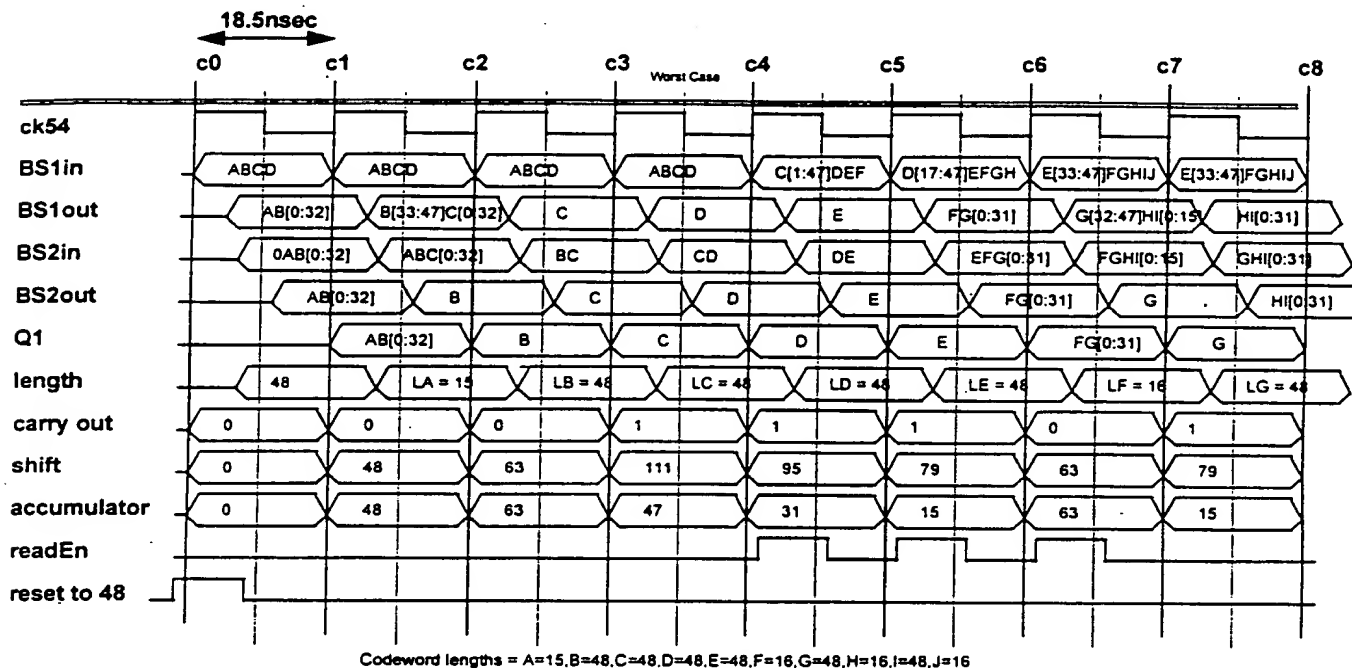 18.5nsec
c0 c1 c2 c3 c4 c5 c6 c7 c8
Worst Case
ck54
BS1in ABCD ABCD ABCD ABCD C[1:47]DEF D[17:47]EFGH E[33:47]FGHIJ E[33:47]FGHIJ
BS1out AB[0:32] B[33:47]C[0:32] C D E FG[0:31] G[32:47]HI[0:15] HI[0:31]
BS2in 0AB[0:32] ABC[0:32] BC CD DE EFG[0:31] FGHI[0:15] GHI[0:31]
BS2out AB[0:32] B C D E FG[0:31] G HI[0:31]
Q1 AB[0:32] B C D E FG[0:31] G
length 48 LA = 15 LB = 48 LC = 48 LD = 48 LE = 48 LF = 16 LG = 48
carry out 0 0 0 1 1 1 0 1
shift 0 48 63 111 95 79 63 79
accumulator 0 48 63 47 31 15 63 15
readEn
reset to 48
Codeword lengths = A=15,B=48,C=48,D=48,E=48,F=16,G=48,H=16,I=48,J=16